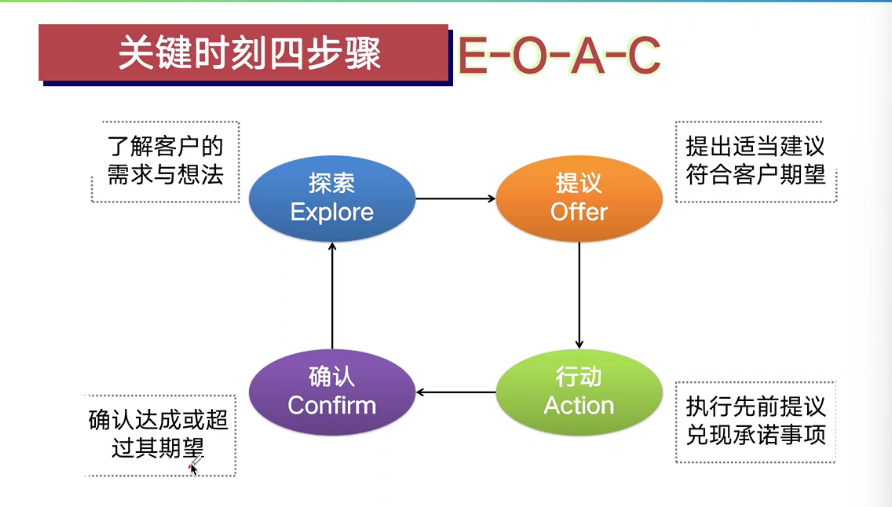 关键时刻四步骤 E-O-A-C
了解客户的
需求与想法
探索
Explore
提议
Offer
提出适当建议
符合客户期望
确认达成或超
过其期望
确认
Confirm
行动
Action
执行先前提议
兑现承诺事项